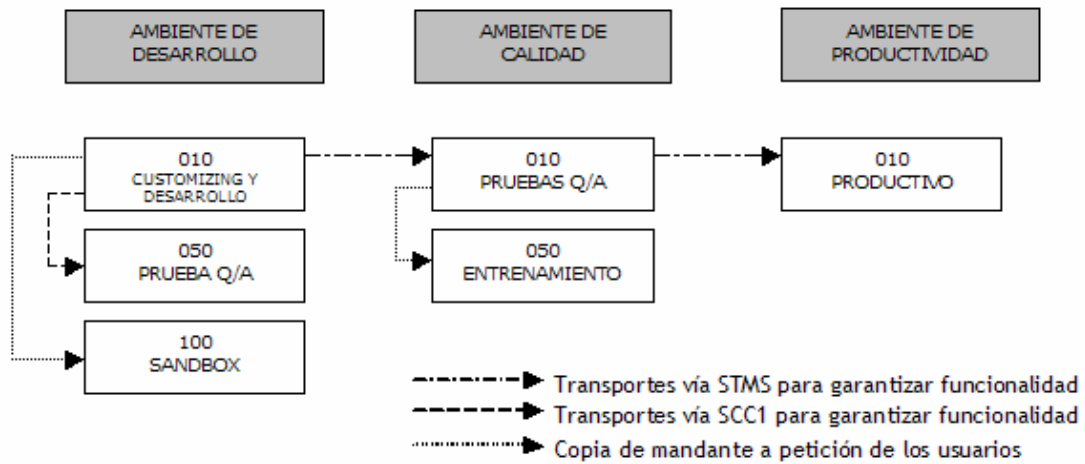 AMBIENTE DE
DESARROLLO
AMBIENTE DE
CALIDAD
AMBIENTE DE
PRODUCTIVIDAD
010
CUSTOMIZING Y
DESARROLLO
010
PRUEBAS Q/A
010
PRODUCTIVO
050
PRUEBA Q/A
050
ENTRENAMIENTO
100
SANDBOX
Transportes vía STMS para garantizar funcionalidad
Transportes vía SCC1 para garantizar funcionalidad
Copia de mandante a petición de los usuarios